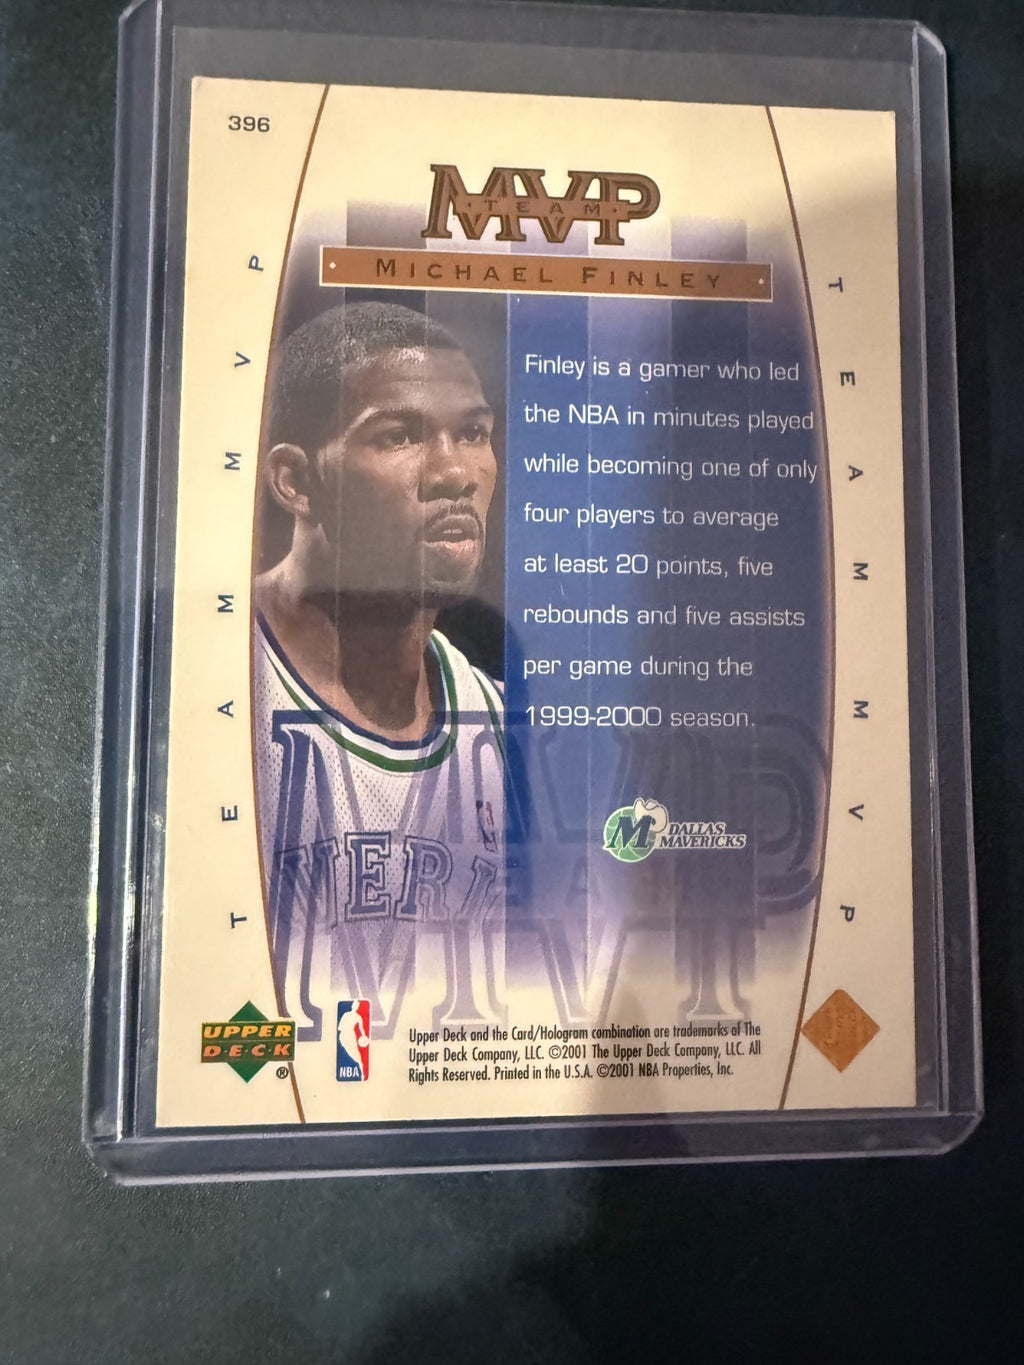 396
MVP
TEAM
MICHAEL FINLEY
Finley is a gamer who led
the NBA in minutes played
while becoming one of only
four players to average
at least 20 points, five
rebounds and five assists
per game during the
1999-2000 season.
TEAM MVP
TEAM MVP
M DALLAS
MAVERICKS
UPPER
D·E·C·K
®
NBA
Upper Deck and the Card/Hologram combination are trademarks of The
Upper Deck Company, LLC. ©2001 The Upper Deck Company, LLC. All
Rights Reserved. Printed in the U.S.A. ©2001 NBA Properties, Inc.